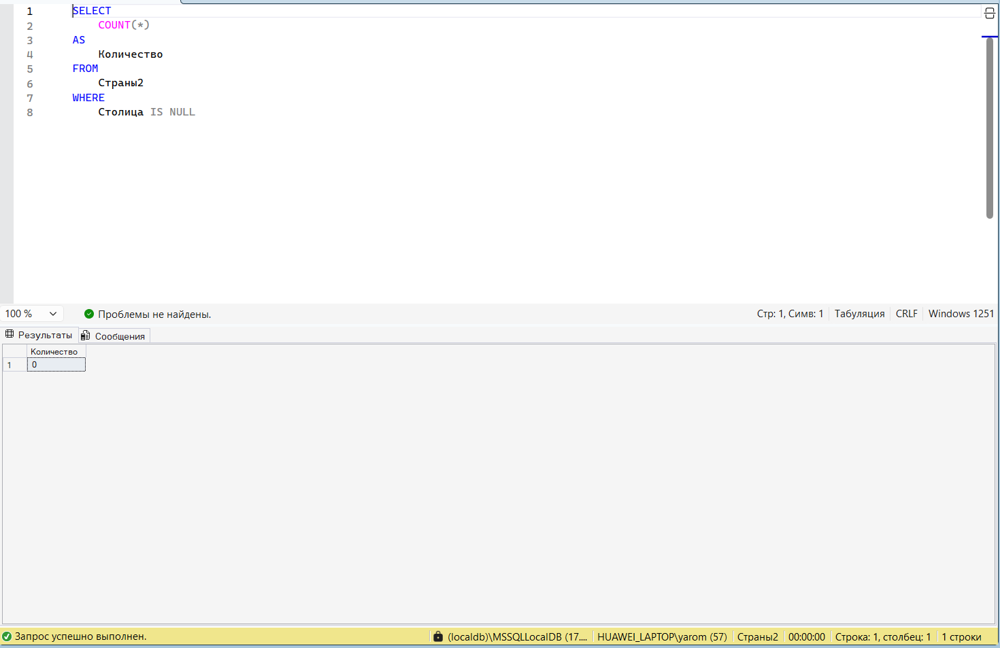 1 SELECT
2 COUNT(*)
3 AS
4 Количество
5 FROM
6 Страны2
7 WHERE
8 Столица IS NULL
100 % Проблемы не найдены. Стр: 1, Симв: 1 Табуляция CRLF Windows 1251
Результаты Сообщения
Количество
1 0
Запрос успешно выполнен. (localdb)\MSSQLLocalDB (17.... HUAWEI_LAPTOP\yarom (57) Страны2 00:00:00 Строка: 1, столбец: 1 1 строки